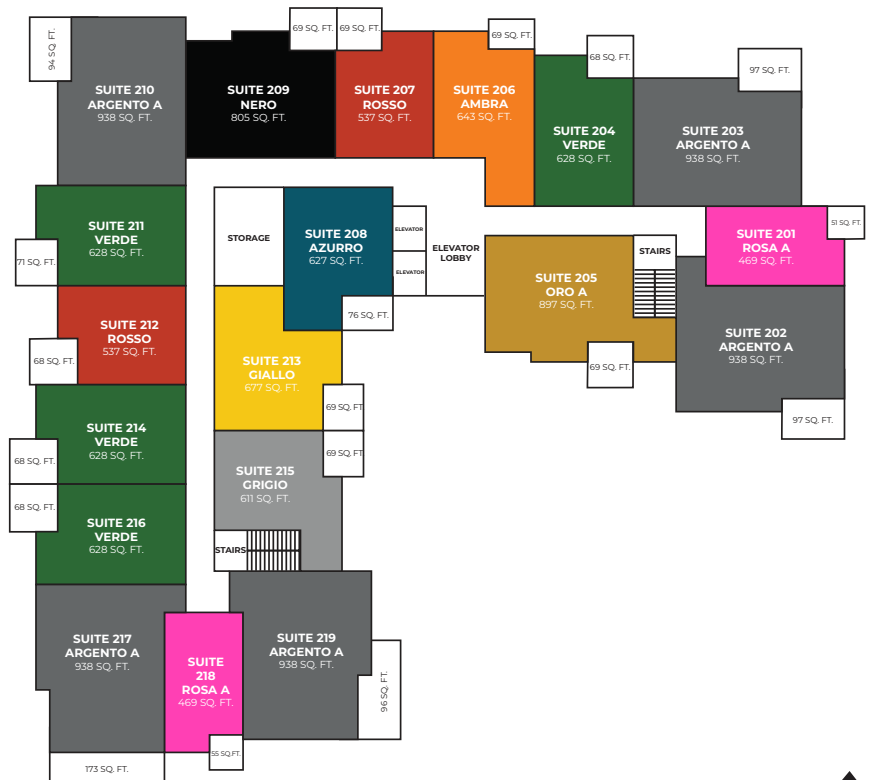 94 SQ. FT.
SUITE 210
ARGENTO A
938 SQ. FT.
SUITE 209
NERO
805 SQ. FT.
69 SQ. FT.
69 SQ. FT.
SUITE 207
ROSSO
537 SQ. FT.
SUITE 206
AMBRA
643 SQ. FT.
69 SQ. FT.
68 SQ. FT.
SUITE 204
VERDE
628 SQ. FT.
97 SQ. FT.
SUITE 203
ARGENTO A
938 SQ. FT.
SUITE 211
VERDE
628 SQ. FT.
71 SQ. FT.
STORAGE
SUITE 208
AZURRO
627 SQ. FT.
76 SQ. FT.
ELEVATOR
ELEVATOR
ELEVATOR
LOBBY
SUITE 205
ORO A
897 SQ. FT.
69 SQ. FT.
STAIRS
SUITE 201
ROSA A
469 SQ. FT.
51 SQ. FT.
SUITE 202
ARGENTO A
938 SQ. FT.
97 SQ. FT.
SUITE 212
ROSSO
537 SQ. FT.
68 SQ. FT.
SUITE 213
GIALLO
677 SQ. FT.
69 SQ. FT
69 SQ. FT
SUITE 214
VERDE
628 SQ. FT.
68 SQ. FT.
68 SQ. FT.
SUITE 215
GRIGIO
611 SQ. FT.
STAIRS
SUITE 216
VERDE
628 SQ. FT.
SUITE 217
ARGENTO A
938 SQ. FT.
173 SQ. FT.
SUITE
218
ROSA A
469 SQ. FT.
55 SQ.FT.
SUITE 219
ARGENTO A
938 SQ. FT.
96 SQ. FT.